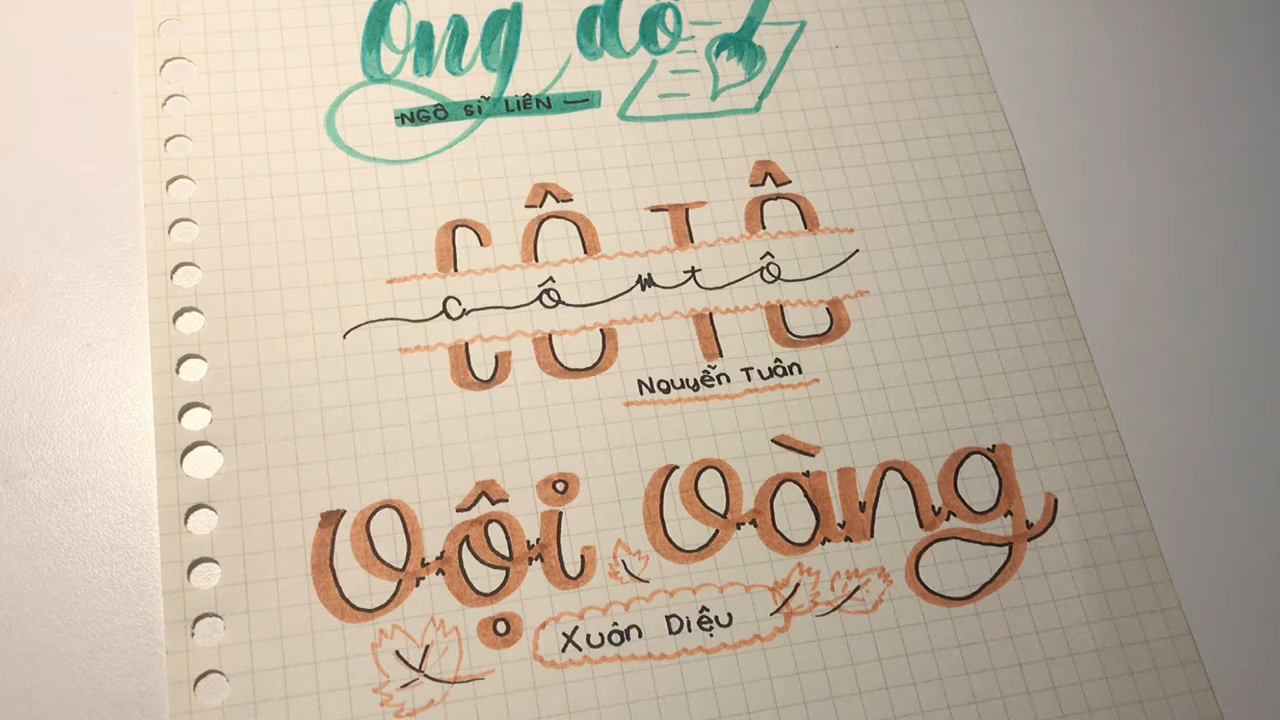 Ông đồ
NGÔ SĨ LIÊN
CÔ TÔ
cô tô
Nguyễn Tuân
Vội Vàng
Xuân Diệu